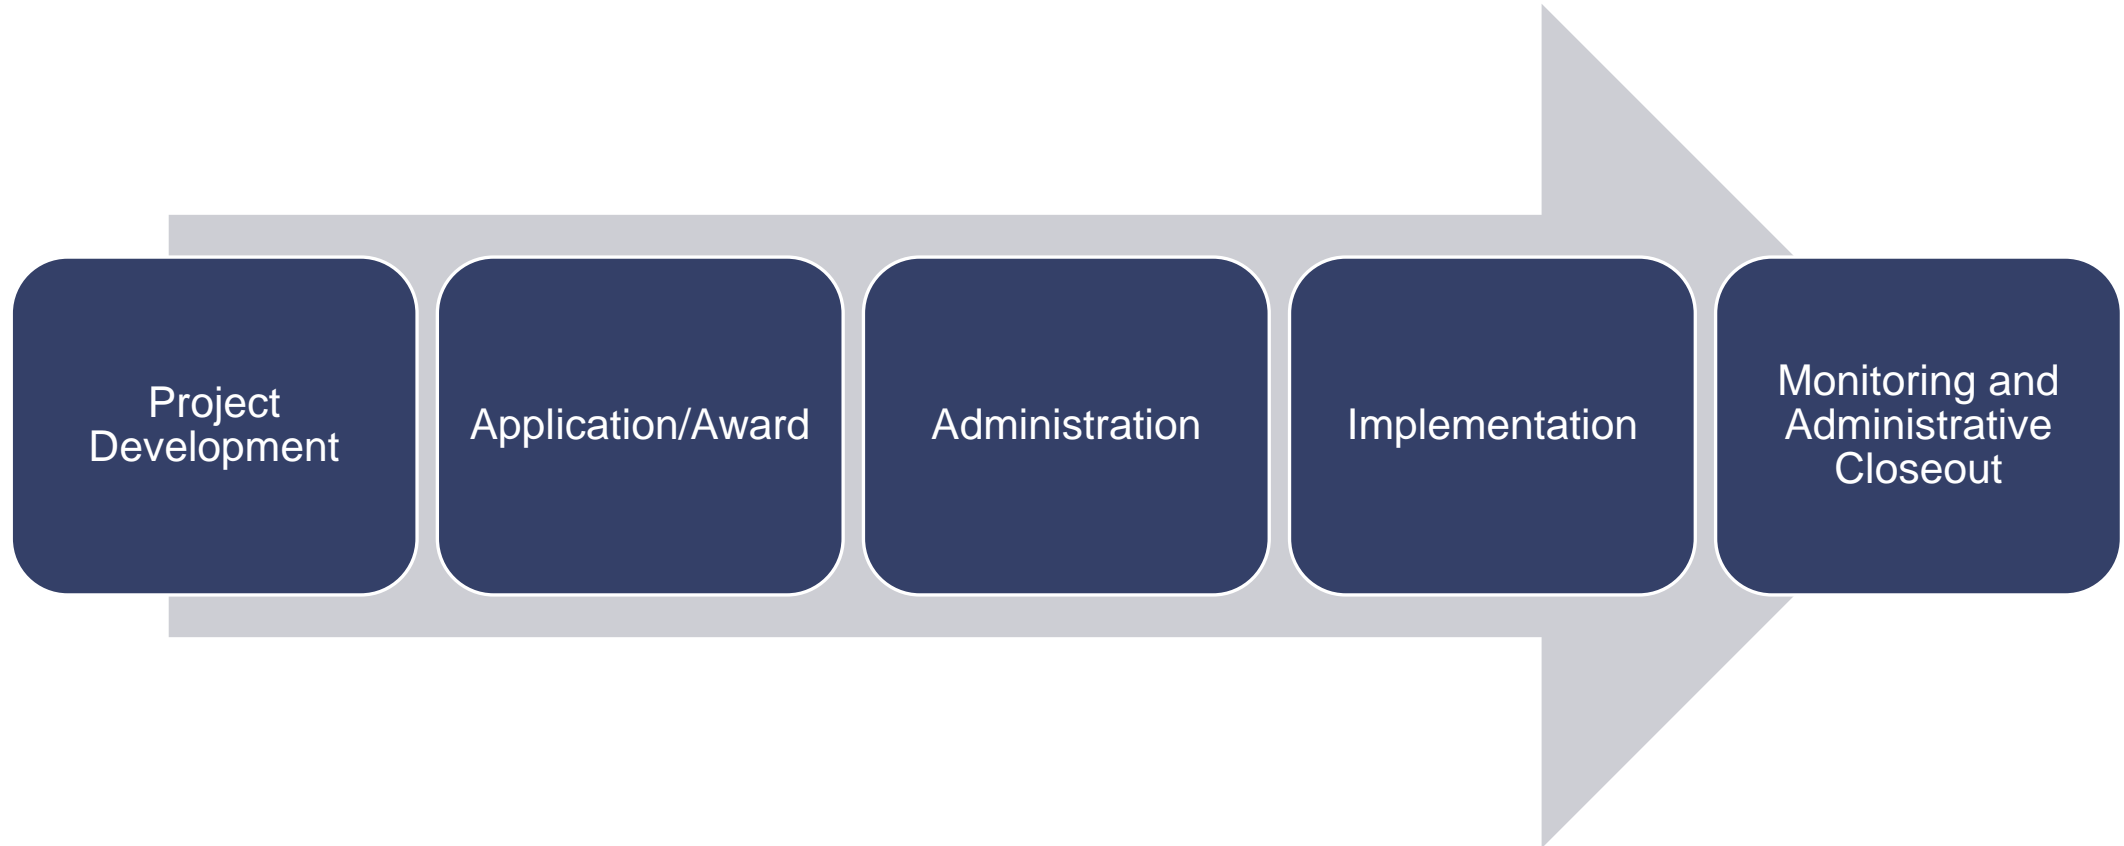 Project
Development
Application/Award
Administration
Implementation
Monitoring and
Administrative
Closeout